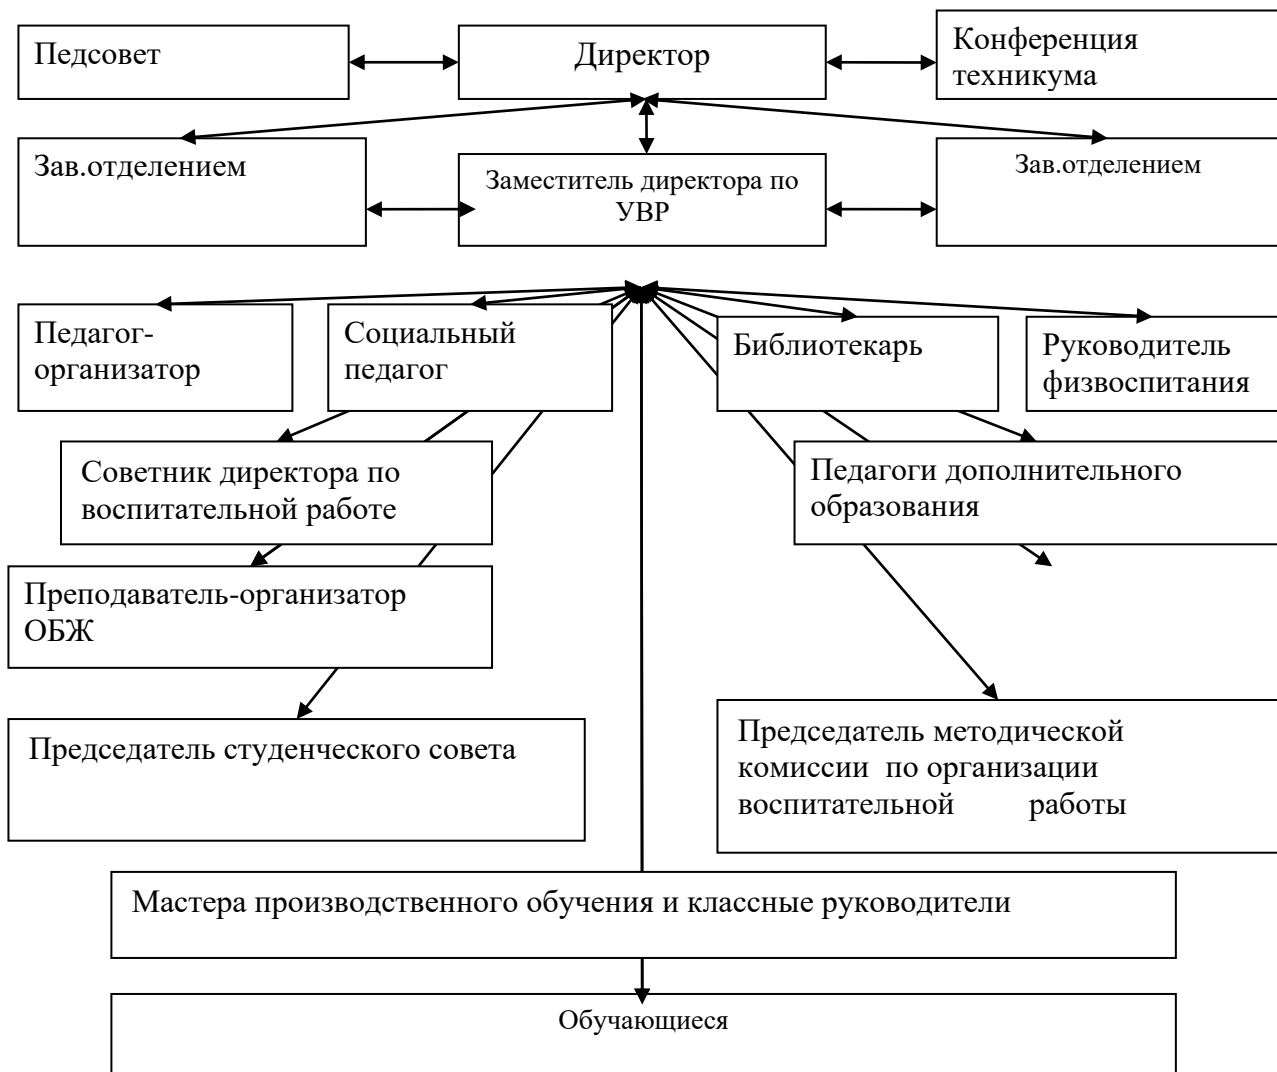 Педсовет
Директор
Конференция
техникума
Зав.отделением
Заместитель директора по
УВР
Зав.отделением
Педагог-
организатор
Социальный
педагог
Библиотекарь
Руководитель
физвоспитания
Советник директора по
воспитательной работе
Педагоги дополнительного
образования
Преподаватель-организатор
ОБЖ
Председатель студенческого совета
Председатель методической
комиссии по организации
воспитательной работы
Мастера производственного обучения и классные руководители
Обучающиеся